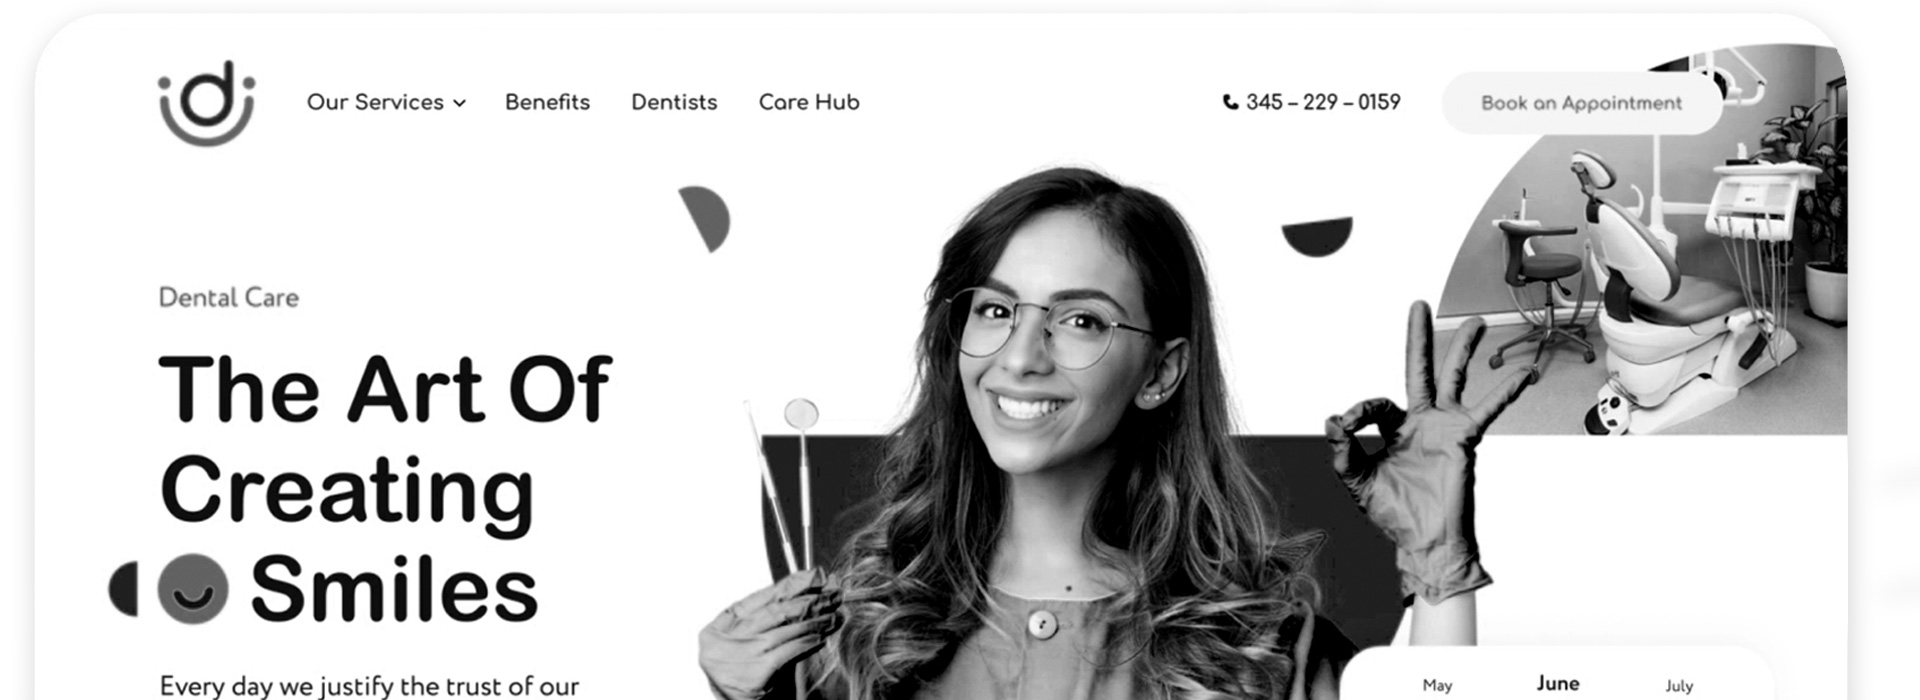 Our Services
Benefits
Dentists
Care Hub
345 – 229 – 0159
Book an Appointment
Dental Care
The Art Of
Creating
Smiles
Every day we justify the trust of our
May
June
July